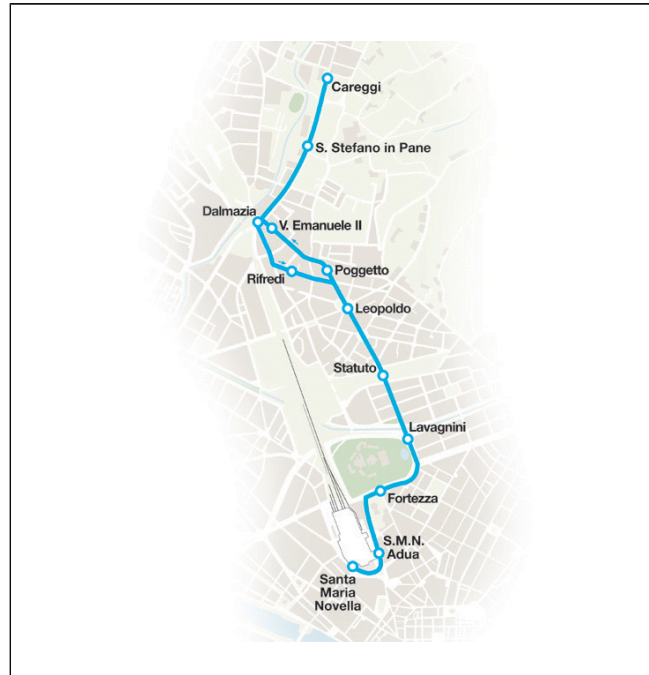 Careggi
S. Stefano in Pane
Dalmazia
V. Emanuele II
Poggetto
Rifredi
Leopoldo
Statuto
Lavagnini
Fortezza
S.M.N.
Adua
Santa
Maria
Novella